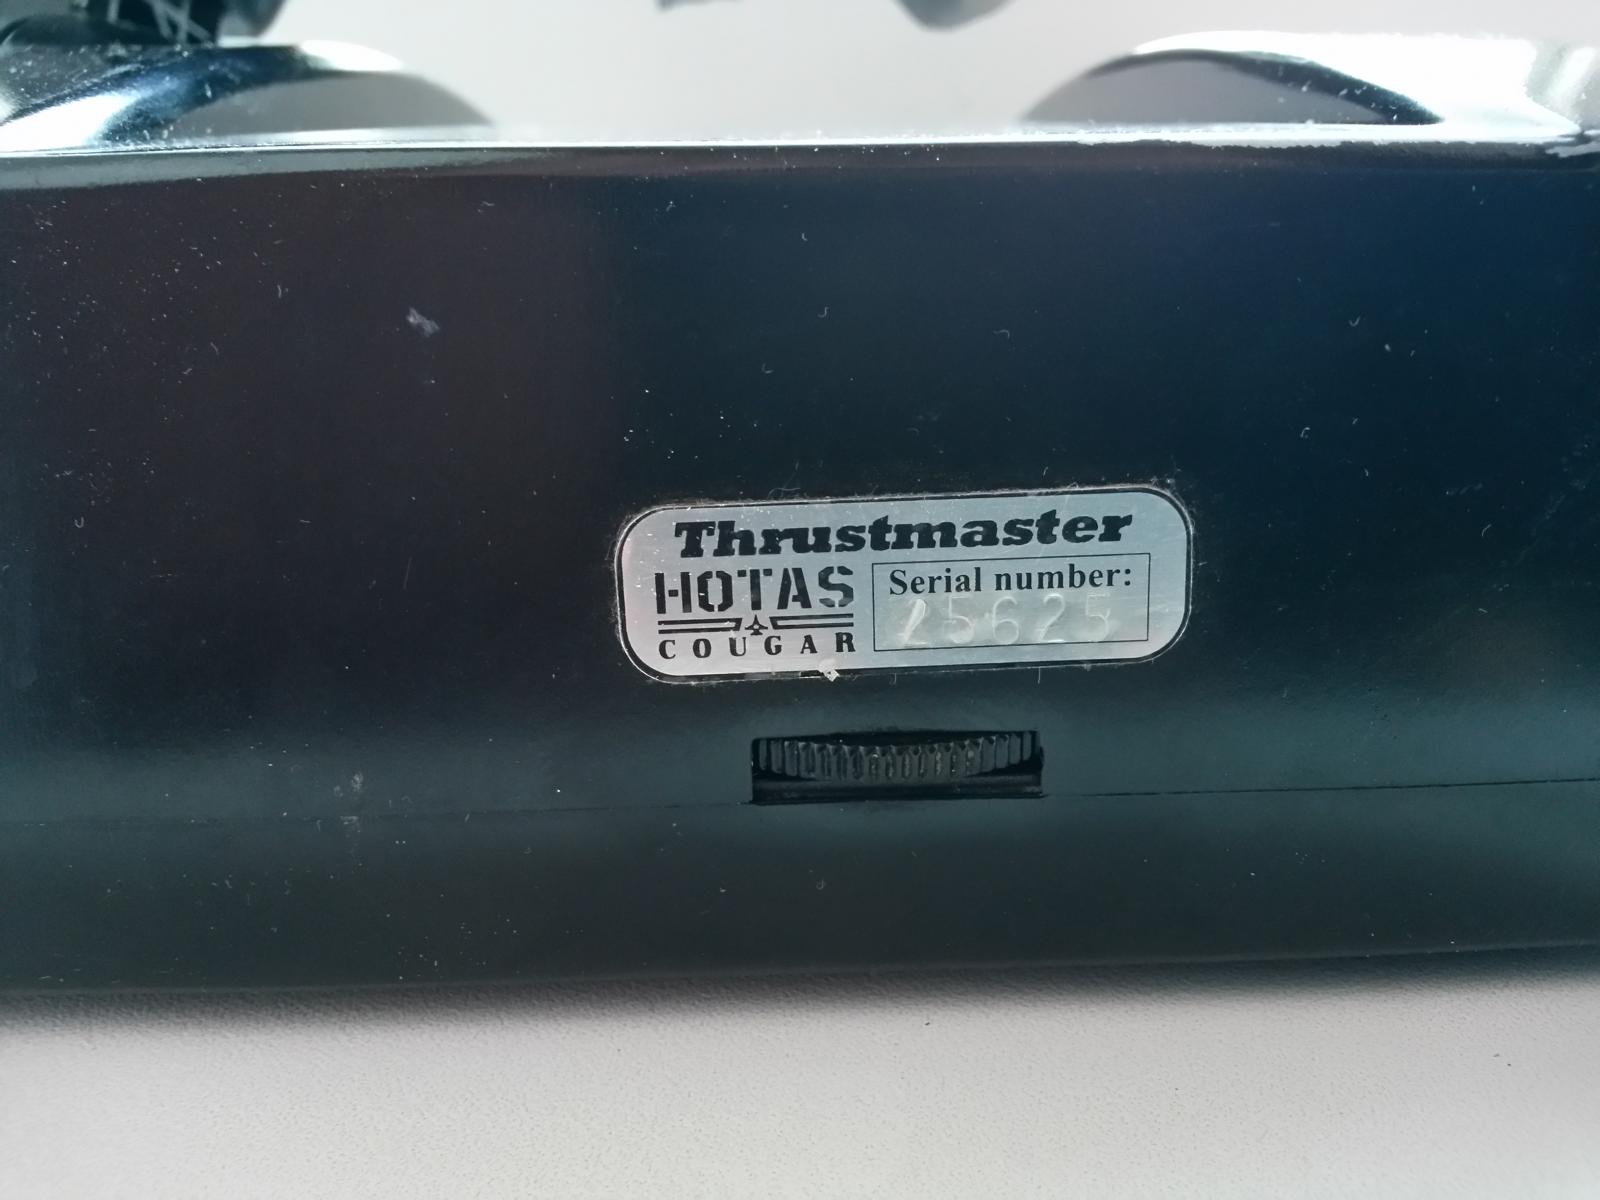 Thrustmaster
HOTAS
COUGAR
Serial number:
25625